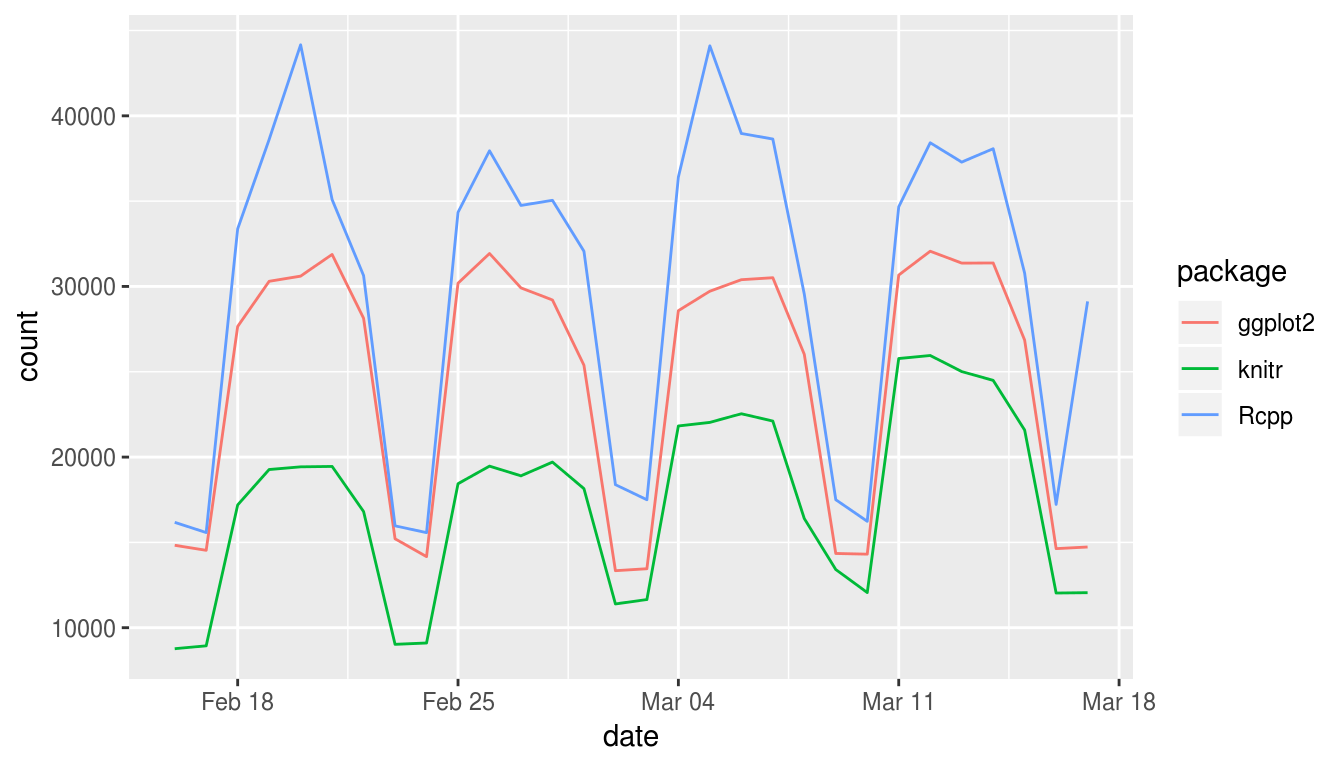 40000
30000
20000
10000
count
Feb 18
Feb 25
Mar 04
Mar 11
Mar 18
date
package
ggplot2
knitr
Rcpp